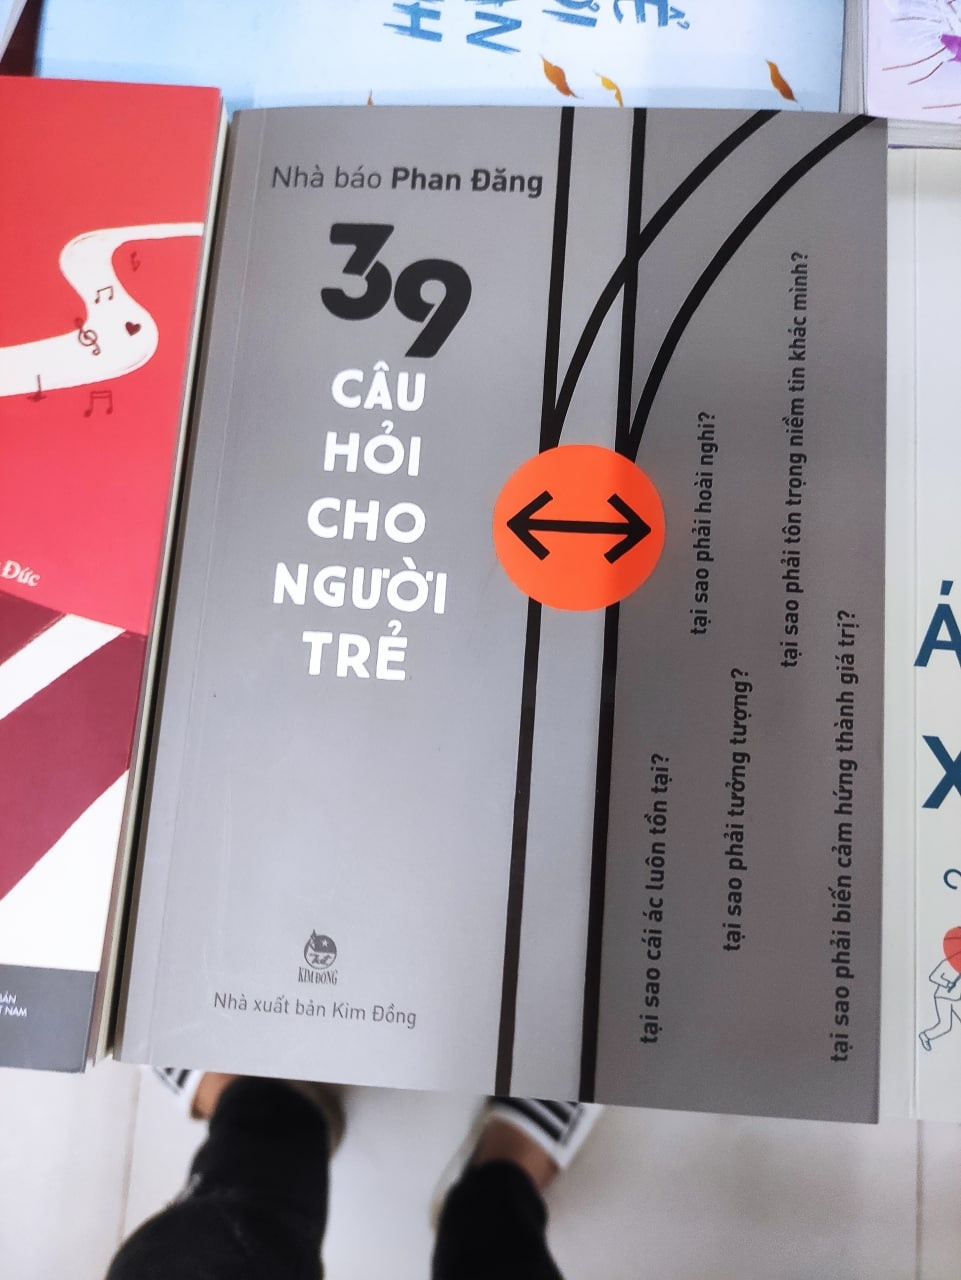 Nhà báo Phan Đăng
39
CÂU
HỎI
CHO
NGƯỜI
TRẺ
tại sao cái ác luôn tồn tại?
tại sao phải hoài nghi?
tại sao phải tưởng tượng?
tại sao phải tôn trọng niềm tin khác mình?
tại sao phải biến cảm hứng thành giá trị?
KIM ĐỒNG
Nhà xuất bản Kim Đồng
Đức
NAM